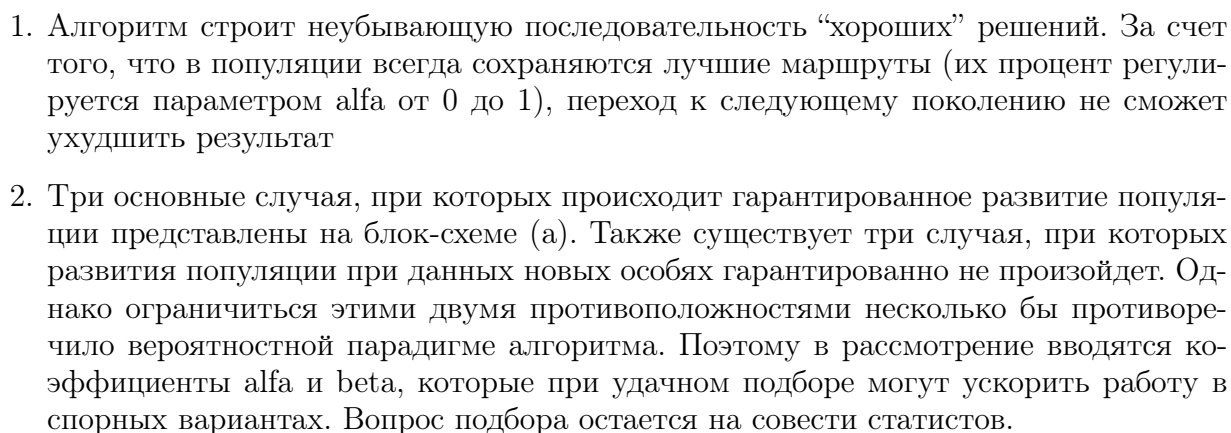 1. Алгоритм строит неубывающую последовательность “хороших” решений. За счет
того, что в популяции всегда сохраняются лучшие маршруты (их процент регули-
руется параметром alfa от 0 до 1), переход к следующему поколению не сможет
ухудшить результат
2. Три основные случая, при которых происходит гарантированное развитие популя-
ции представлены на блок-схеме (a). Также существует три случая, при которых
развития популяции при данных новых особях гарантированно не произойдет. Од-
нако ограничиться этими двумя противоположностями несколько бы противоре-
чило вероятностной парадигме алгоритма. Поэтому в рассмотрение вводятся ко-
эффициенты alfa и beta, которые при удачном подборе могут ускорить работу в
спорных вариантах. Вопрос подбора остается на совести статистов.